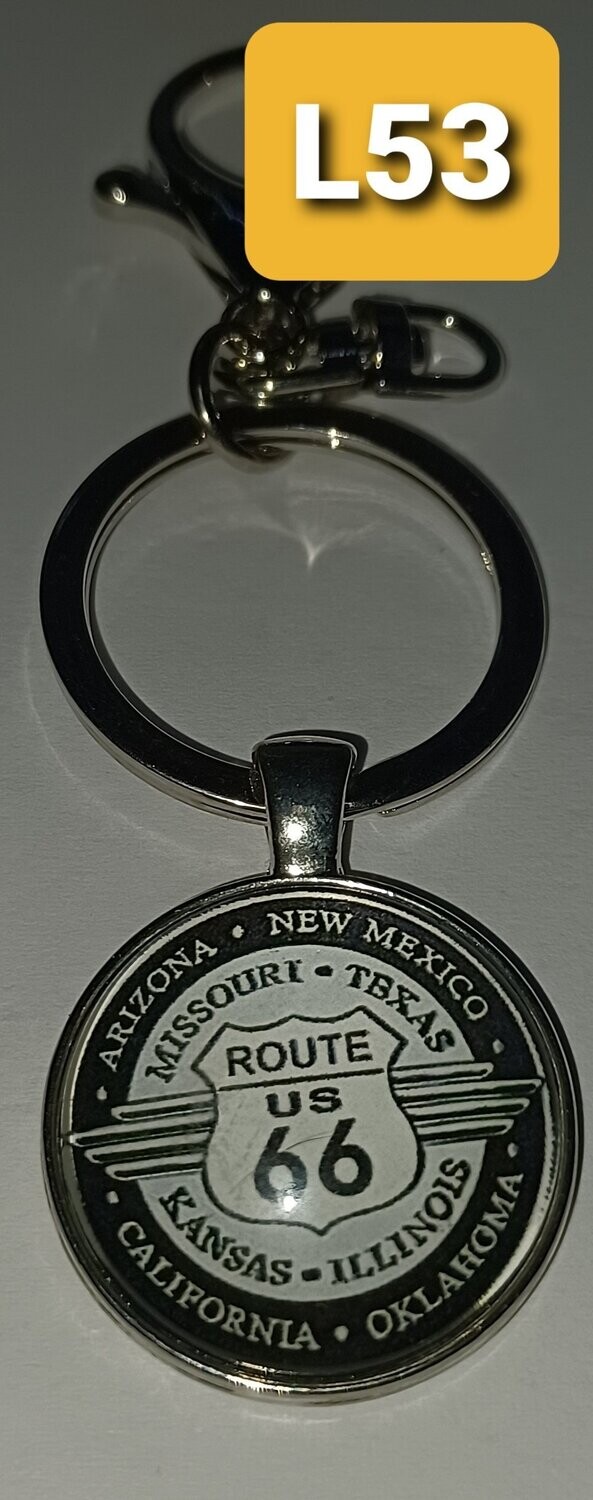 L53
ARIZONA • NEW MEXICO
MISSOURI • TEXAS
ROUTE
US
66
KANSAS • ILLINOIS
CALIFORNIA • OKLAHOMA